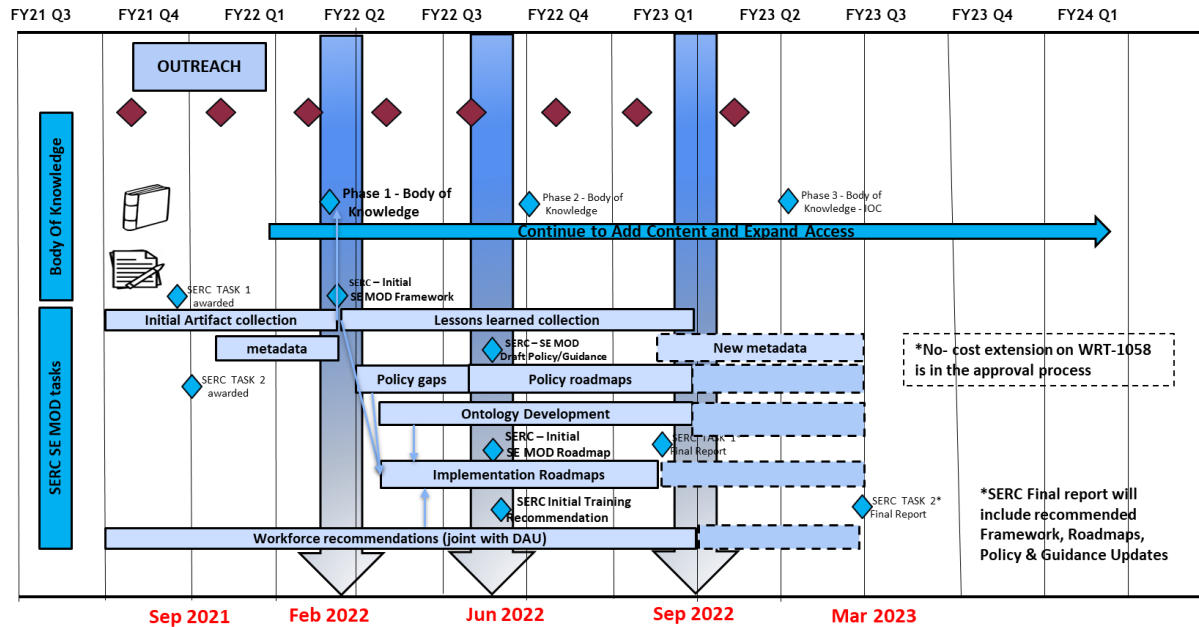 FY21 Q3
FY21 Q4
FY22 Q1
FY22 Q2
FY22 Q3
FY22 Q4
FY23 Q1
FY23 Q2
FY23 Q3
FY23 Q4
FY24 Q1
OUTREACH
Body Of Knowledge
Phase 1 - Body of
Knowledge
Phase 2 - Body of
Knowledge
Phase 3 - Body of
Knowledge - IOC
Continue to Add Content and Expand Access
SERC TASK 1
awarded
SERC – Initial
SE MOD Framework
SERC SE MOD tasks
Initial Artifact collection
Lessons learned collection
metadata
SERC – SE MOD
Draft Policy/Guidance
New metadata
*No- cost extension on WRT-1058
is in the approval process
SERC TASK 2
awarded
Policy gaps
Policy roadmaps
Ontology Development
SERC – Initial
SE MOD Roadmap
SERC TASK 1*
Final Report
Implementation Roadmaps
SERC Initial Training
Recommendation
SERC TASK 2*
Final Report
*SERC Final report will
include recommended
Framework, Roadmaps,
Policy & Guidance Updates
Workforce recommendations (joint with DAU)
Sep 2021
Feb 2022
Jun 2022
Sep 2022
Mar 2023